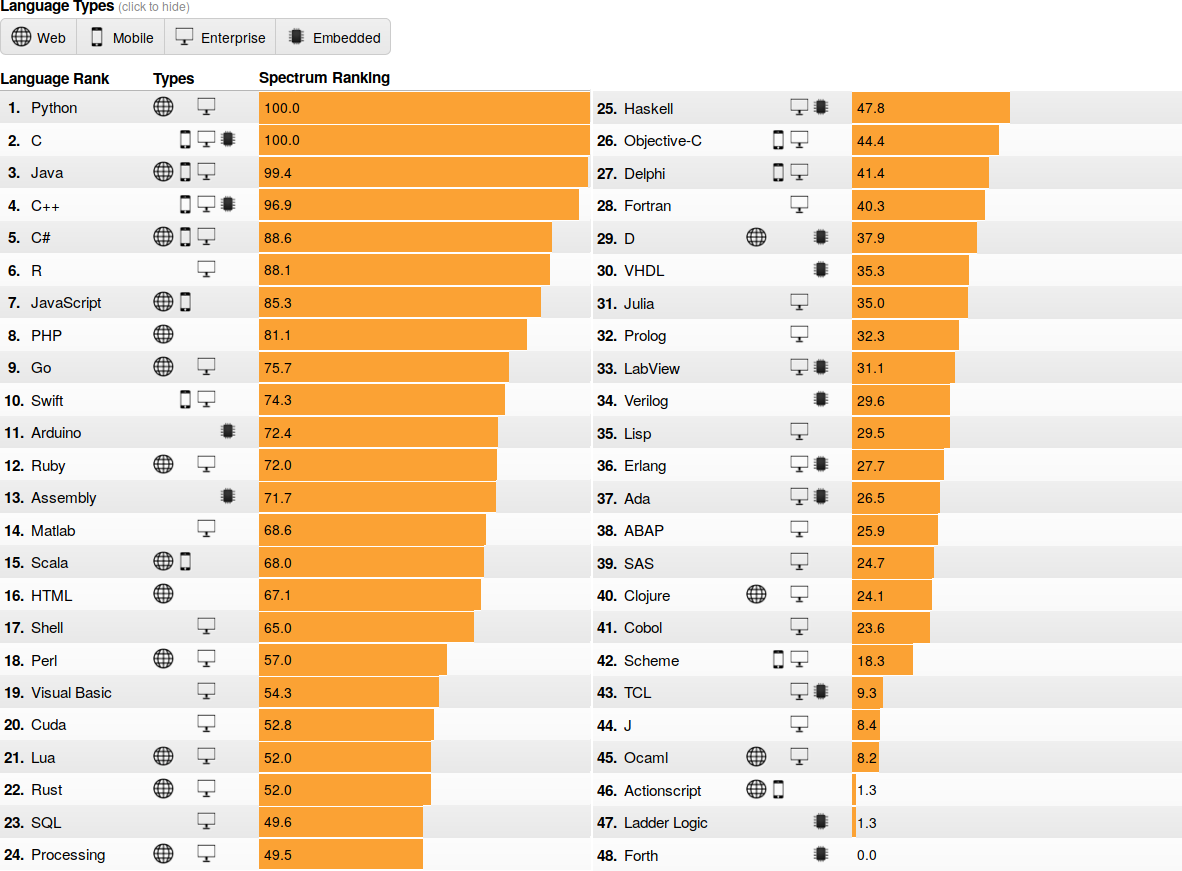 Language Types (click to hide)
Web Mobile Enterprise Embedded
Language Rank Types Spectrum Ranking
1. Python 100.0
2. C 100.0
3. Java 99.4
4. C++ 96.9
5. C# 88.6
6. R 88.1
7. JavaScript 85.3
8. PHP 81.1
9. Go 75.7
10. Swift 74.3
11. Arduino 72.4
12. Ruby 72.0
13. Assembly 71.7
14. Matlab 68.6
15. Scala 68.0
16. HTML 67.1
17. Shell 65.0
18. Perl 57.0
19. Visual Basic 54.3
20. Cuda 52.8
21. Lua 52.0
22. Rust 52.0
23. SQL 49.6
24. Processing 49.5
25. Haskell 47.8
26. Objective-C 44.4
27. Delphi 41.4
28. Fortran 40.3
29. D 37.9
30. VHDL 35.3
31. Julia 35.0
32. Prolog 32.3
33. LabView 31.1
34. Verilog 29.6
35. Lisp 29.5
36. Erlang 27.7
37. Ada 26.5
38. ABAP 25.9
39. SAS 24.7
40. Clojure 24.1
41. Cobol 23.6
42. Scheme 18.3
43. TCL 9.3
44. J 8.4
45. Ocaml 8.2
46. Actionscript 1.3
47. Ladder Logic 1.3
48. Forth 0.0